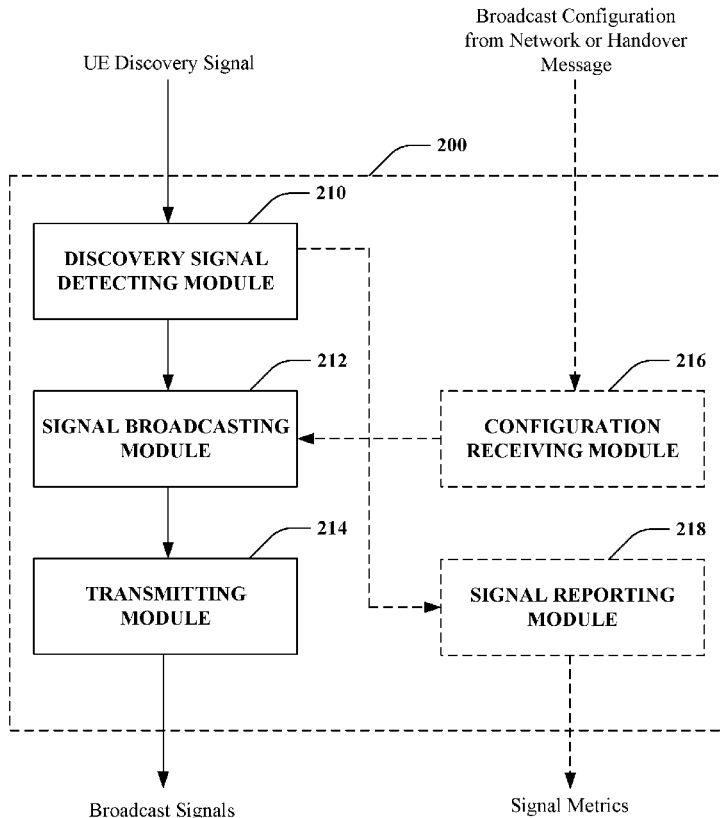 Broadcast Configuration
from Network or Handover
Message
UE Discovery Signal
200
210
DISCOVERY SIGNAL
DETECTING MODULE
212
216
SIGNAL BROADCASTING
MODULE
CONFIGURATION
RECEIVING MODULE
214
218
TRANSMITTING
MODULE
SIGNAL REPORTING
MODULE
Broadcast Signals
Signal Metrics